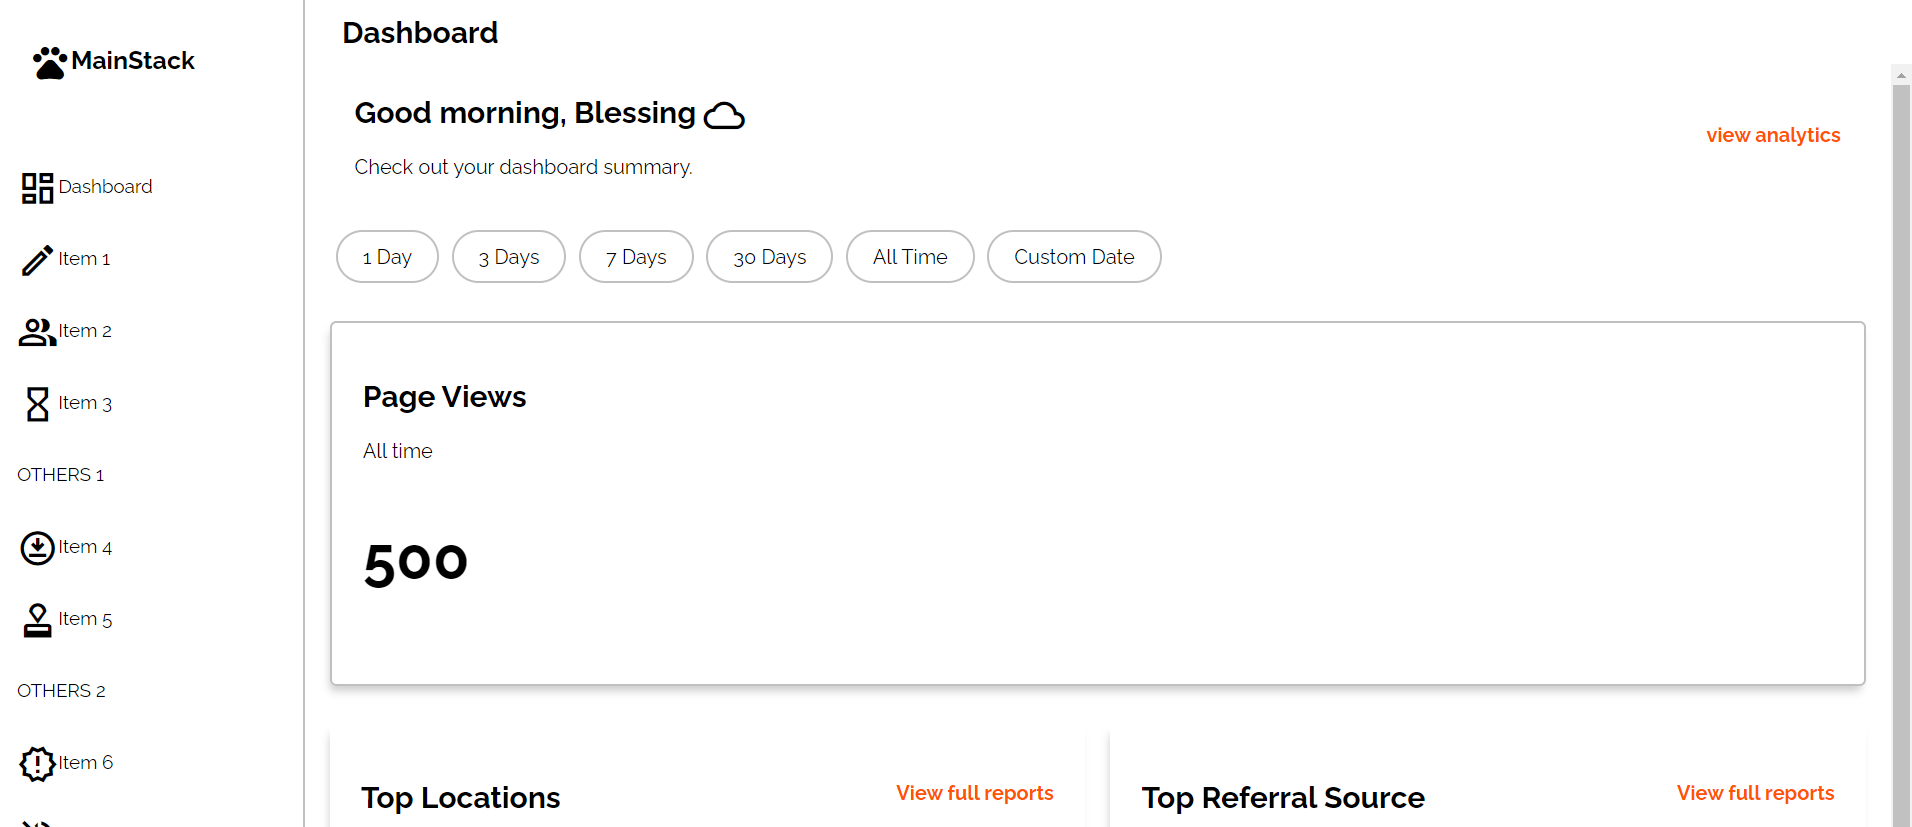 MainStack
Dashboard
Item 1
Item 2
Item 3
OTHERS 1
Item 4
Item 5
OTHERS 2
Item 6
Dashboard
Good morning, Blessing
Check out your dashboard summary.
view analytics
1 Day
3 Days
7 Days
30 Days
All Time
Custom Date
Page Views
All time
500
Top Locations
View full reports
Top Referral Source
View full reports